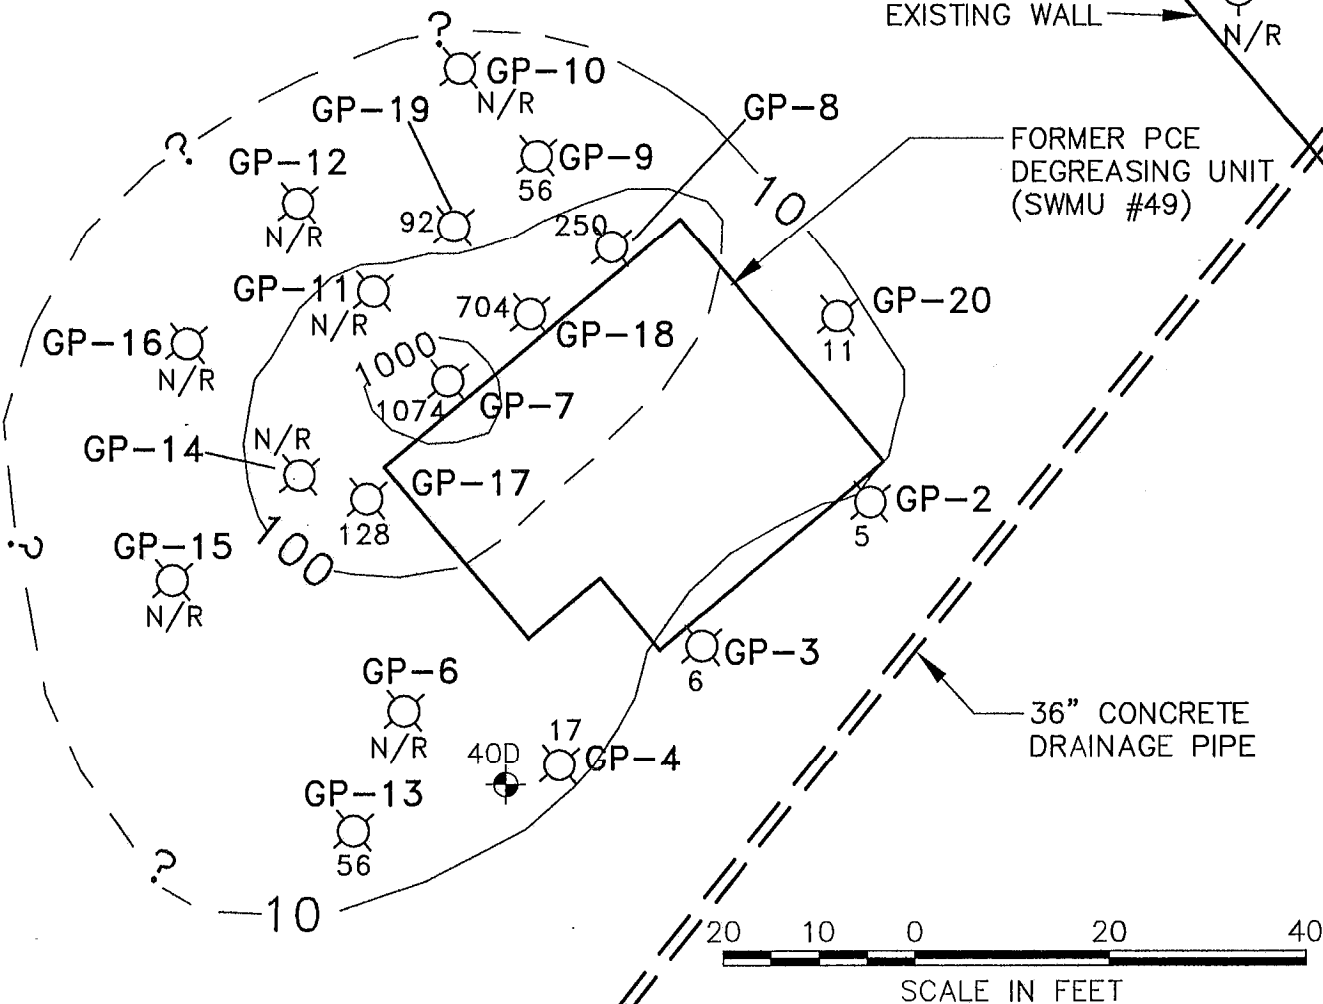 EXISTING WALL
N/R
?
GP-10
N/R
GP-19
GP-8
?
GP-12
N/R
GP-9
56
FORMER PCE
DEGREASING UNIT
(SWMU #49)
10
92
250
GP-11
N/R
704
GP-18
GP-20
11
GP-16
N/R
1000
1074
GP-7
N/R
GP-14
GP-17
128
GP-2
5
?
GP-15
N/R
100
GP-3
6
GP-6
N/R
36" CONCRETE
DRAINAGE PIPE
17
40D
GP-4
GP-13
56
?
10
20 10 0 20 40
SCALE IN FEET